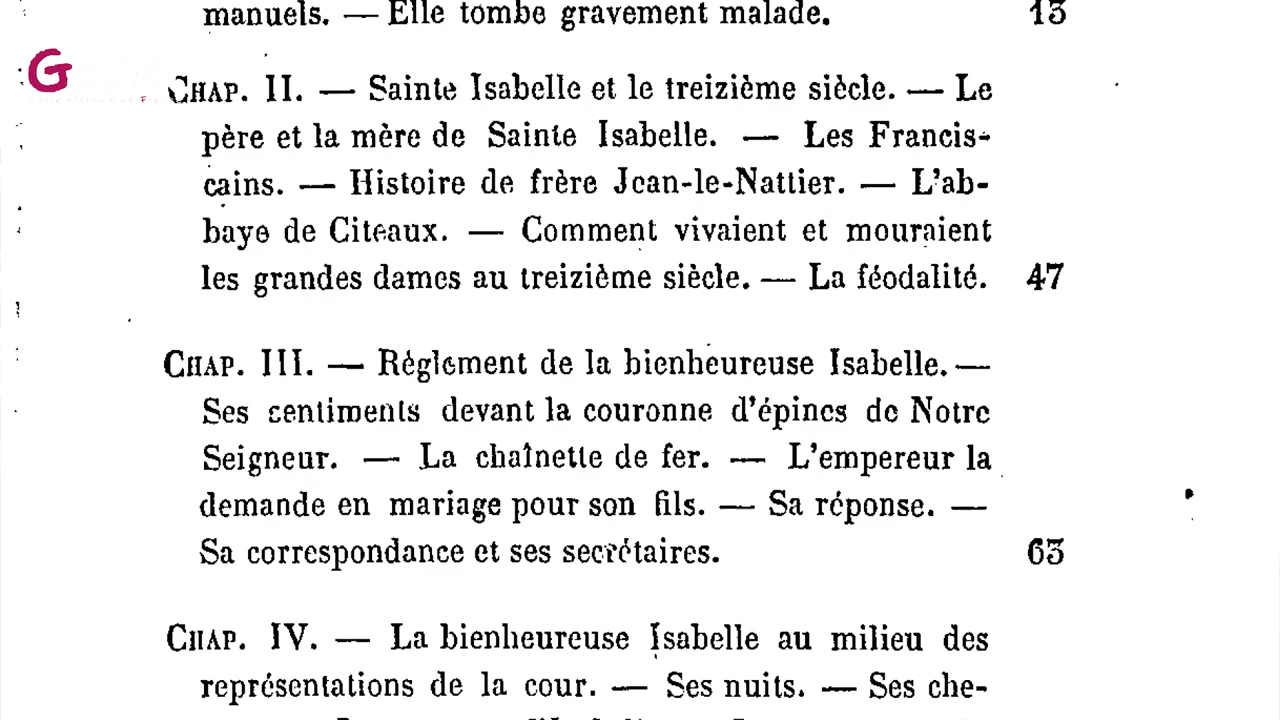 manuels. — Elle tombe gravement malade. 13
G
CHAP. II. — Sainte Isabelle et le treizième siècle. — Le
père et la mère de Sainte Isabelle. — Les Francis-
cains. — Histoire de frère Jean-le-Nattier. — L'ab-
baye de Citeaux. — Comment vivaient et mouraient
les grandes dames au treizième siècle. — La féodalité. 47
CHAP. III. — Règlement de la bienheureuse Isabelle. —
Ses sentiments devant la couronne d'épines de Notre
Seigneur. — La chaînette de fer. — L'empereur la
demande en mariage pour son fils. — Sa réponse. —
Sa correspondance et ses secrétaires. 63
CHAP. IV. — La bienheureuse Isabelle au milieu des
représentations de la cour. — Ses nuits. — Ses che-